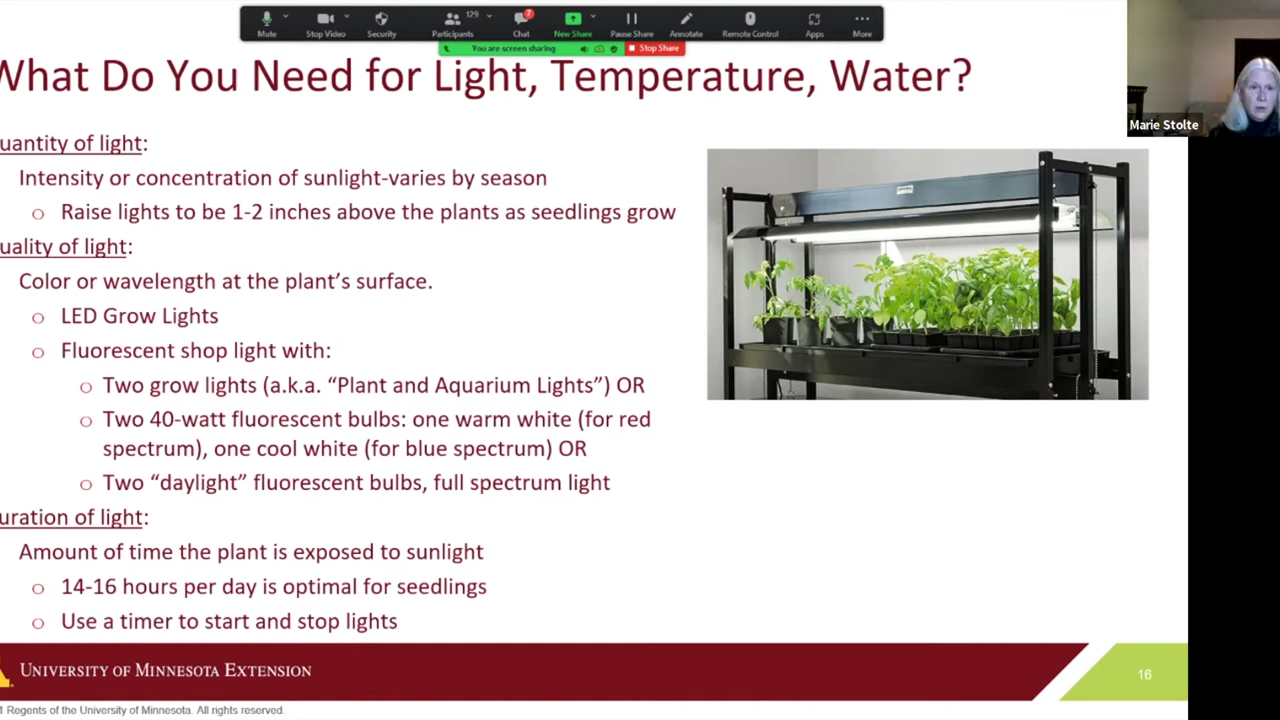 Mute
Stop Video
Security
Participants
129
Chat
7
New Share
Pause Share
Annotate
Remote Control
Apps
More
You are screen sharing
Stop Share
What Do You Need for Light, Temperature, Water?
Marie Stolte
uantity of light:
Intensity or concentration of sunlight-varies by season
o Raise lights to be 1-2 inches above the plants as seedlings grow
uality of light:
Color or wavelength at the plant's surface.
o LED Grow Lights
o Fluorescent shop light with:
o Two grow lights (a.k.a. “Plant and Aquarium Lights”) OR
o Two 40-watt fluorescent bulbs: one warm white (for red
spectrum), one cool white (for blue spectrum) OR
o Two “daylight” fluorescent bulbs, full spectrum light
uration of light:
Amount of time the plant is exposed to sunlight
o 14-16 hours per day is optimal for seedlings
o Use a timer to start and stop lights
UNIVERSITY OF MINNESOTA EXTENSION
16
1 Regents of the University of Minnesota. All rights reserved.